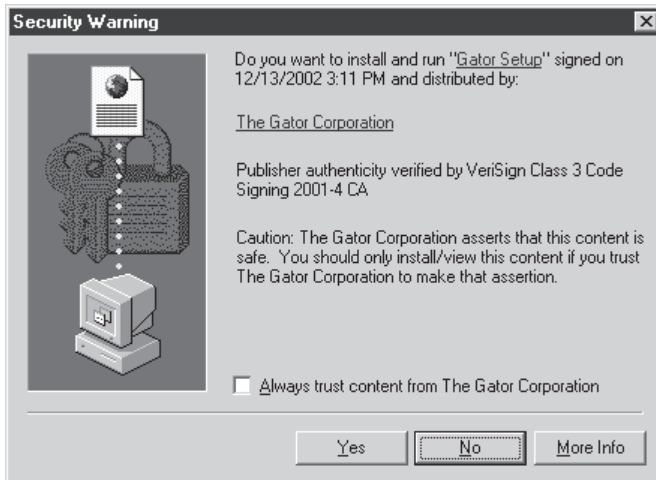 Security Warning
Do you want to install and run "Gator Setup" signed on
12/13/2002 3:11 PM and distributed by:
The Gator Corporation
Publisher authenticity verified by VeriSign Class 3 Code
Signing 2001-4 CA
Caution: The Gator Corporation asserts that this content is
safe. You should only install/view this content if you trust
The Gator Corporation to make that assertion.
Always trust content from The Gator Corporation
Yes
No
More Info